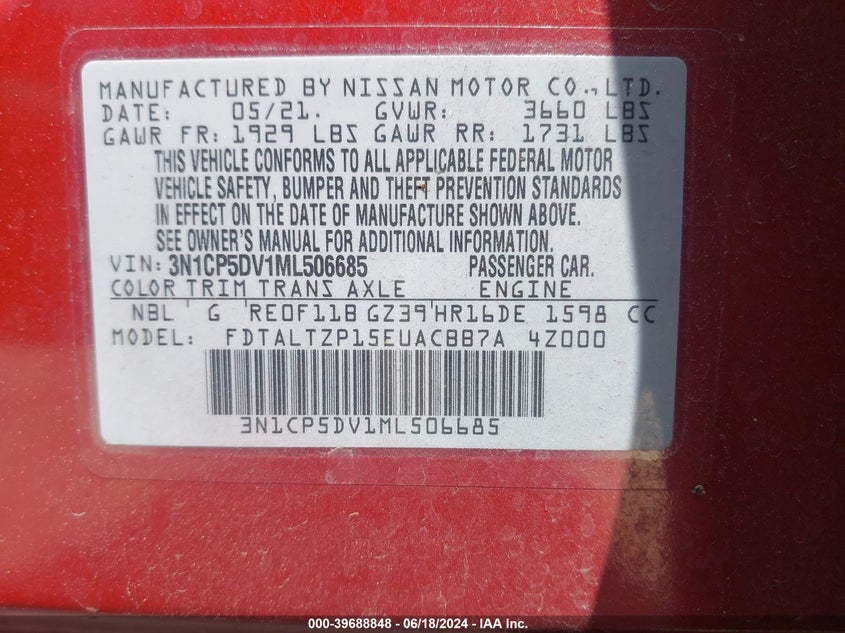 MANUFACTURED BY NISSAN MOTOR CO.,LTD.
DATE: 05/21. GVWR: 3660 LBS
GAWR FR: 1929 LBS GAWR RR: 1731 LBS
THIS VEHICLE CONFORMS TO ALL APPLICABLE FEDERAL MOTOR
VEHICLE SAFETY, BUMPER AND THEFT PREVENTION STANDARDS
IN EFFECT ON THE DATE OF MANUFACTURE SHOWN ABOVE.
SEE OWNER'S MANUAL FOR ADDITIONAL INFORMATION.
VIN: 3N1CP5DV1ML506685 PASSENGER CAR.
COLOR TRIM TRANS AXLE ENGINE
NBL G RE0F11B GZ39 HR16DE 1598 CC
MODEL: FDTALTZP15EUACBB7A 4Z000
3N1CP5DV1ML506685
000-39688848 - 06/18/2024 - IAA Inc.